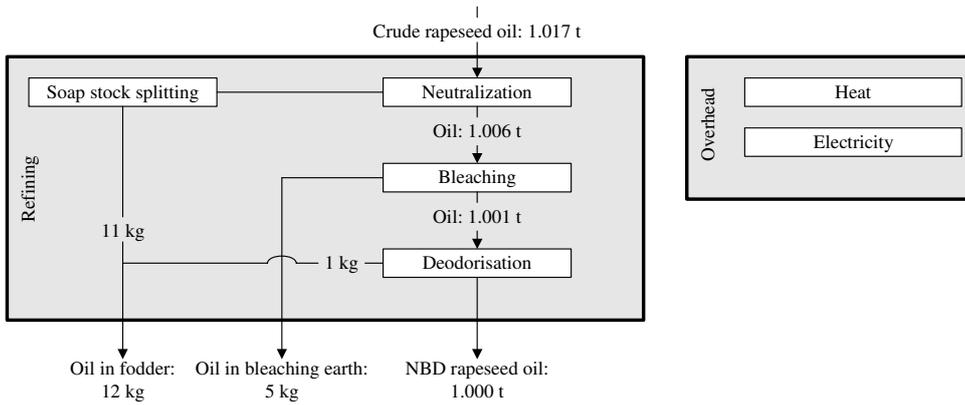 Crude rapeseed oil: 1.017 t
Soap stock splitting
Neutralization
Heat
Overhead
Oil: 1.006 t
Electricity
Bleaching
Refining
Oil: 1.001 t
11 kg
1 kg
Deodorisation
Oil in fodder:
12 kg
Oil in bleaching earth:
5 kg
NBD rapeseed oil:
1.000 t